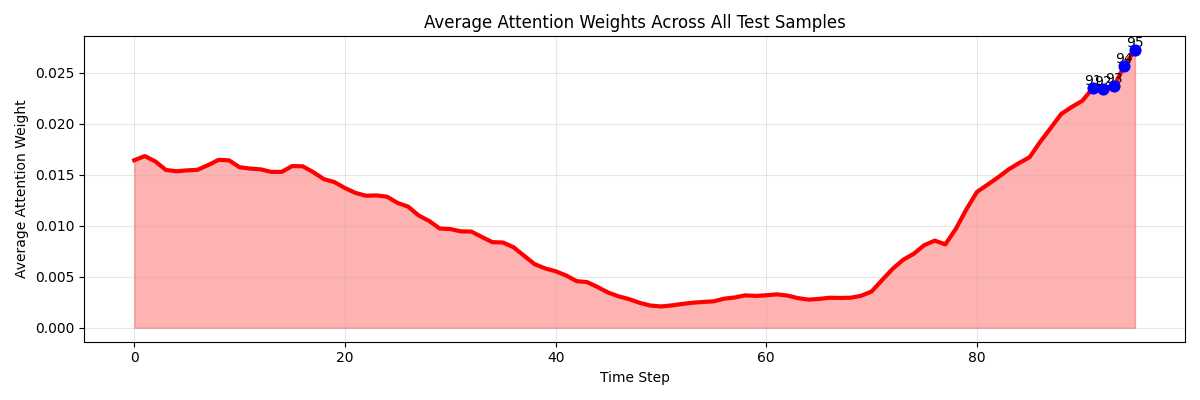 Average Attention Weights Across All Test Samples
Average Attention Weight
0.025
0.020
0.015
0.010
0.005
0.000
91
92
93
94
95
0 20 40 60 80
Time Step